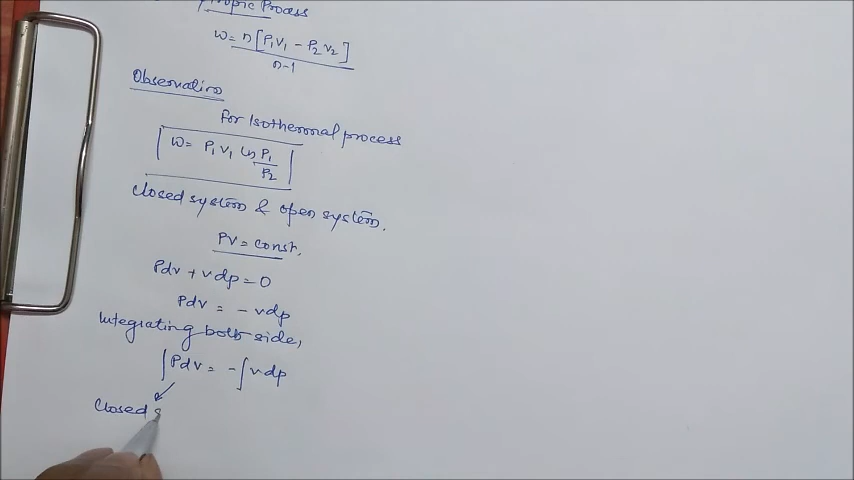 Process
W = n[P₁V₁ - P₂V₂]
n-1
Observation
for Isothermal process
W = P₁V₁ ln P₁
P₂
Closed system & open system.
PV = const.
Pdv + vdp = 0
Pdv = - vdp
Integrating both side,
∫Pdv = -∫vdp
Closed s